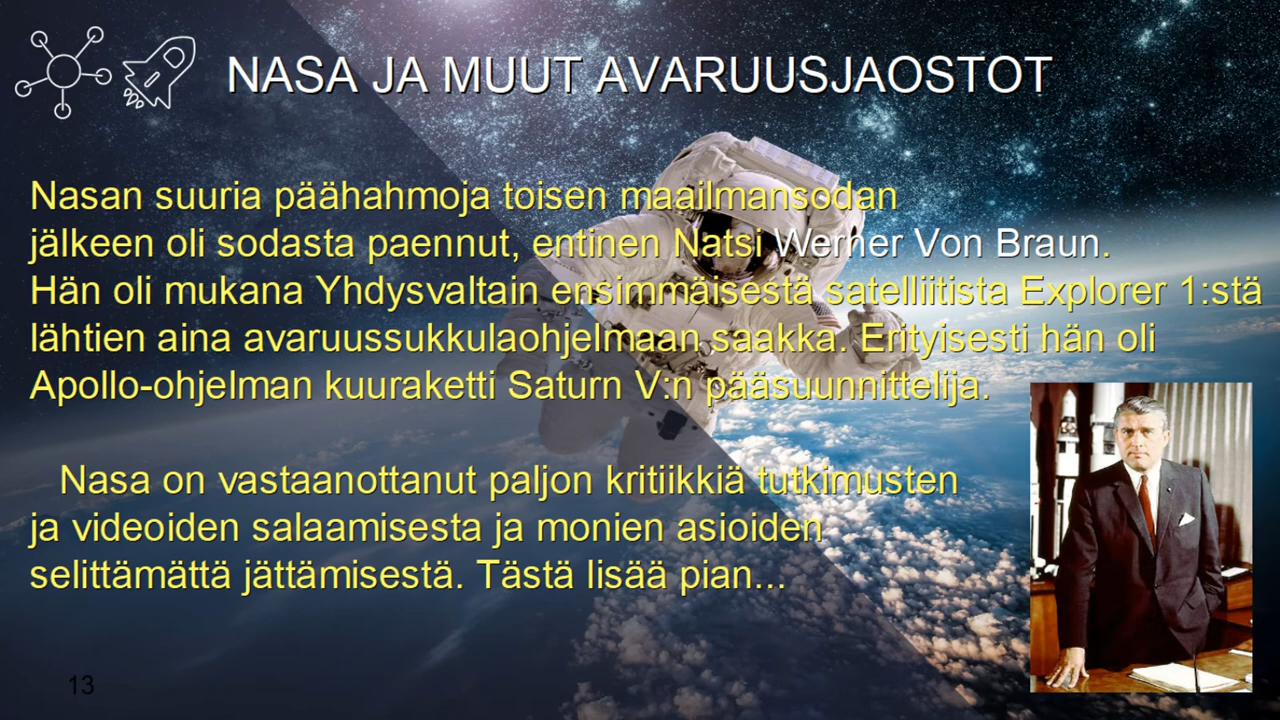 NASA JA MUUT AVARUUSJAOSTOT
Nasan suuria päähahmoja toisen maailmansodan
jälkeen oli sodasta paennut, entinen Natsi Werner Von Braun.
Hän oli mukana Yhdysvaltain ensimmäisestä satelliitista Explorer 1:stä
lähtien aina avaruussukkulaohjelmaan saakka. Erityisesti hän oli
Apollo-ohjelman kuuraketti Saturn V:n pääsuunnittelija.
Nasa on vastaanottanut paljon kritiikkiä tutkimusten
ja videoiden salaamisesta ja monien asioiden
selittämättä jättämisestä. Tästä lisää pian...
13